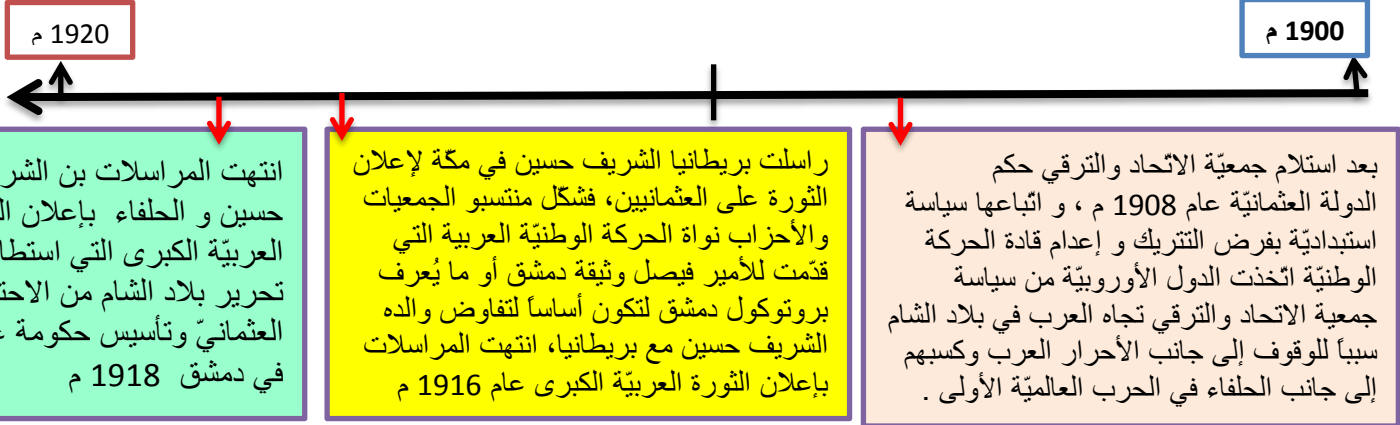 1900 م
1920 م
بعد استلام جمعيّة الاتّحاد والترقي حكم
الدولة العثمانيّة عام 1908 م ، و اتّباعها سياسة
استبداديّة بفرض التتريك و إعدام قادة الحركة
الوطنيّة اتّخذت الدول الأوروبيّة من سياسة
جمعية الاتحاد والترقي تجاه العرب في بلاد الشام
سبباً للوقوف إلى جانب الأحرار العرب وكسبهم
إلى جانب الحلفاء في الحرب العالميّة الأولى .
راسلت بريطانيا الشريف حسين في مكّة لإعلان
الثورة على العثمانيين، فشكّل منتسبو الجمعيات
والأحزاب نواة الحركة الوطنيّة العربية التي
قدّمت للأمير فيصل وثيقة دمشق أو ما يُعرف
بروتوكول دمشق لتكون أساساً لتفاوض والده
الشريف حسين مع بريطانيا، انتهت المراسلات
بإعلان الثورة العربيّة الكبرى عام 1916 م
انتهت المراسلات بن
حسين و الحلفاء بإعلان
العربيّة الكبرى التي
تحرير بلاد الشام من
العثمانيّ وتأسيس حكومة
في دمشق 1918 م